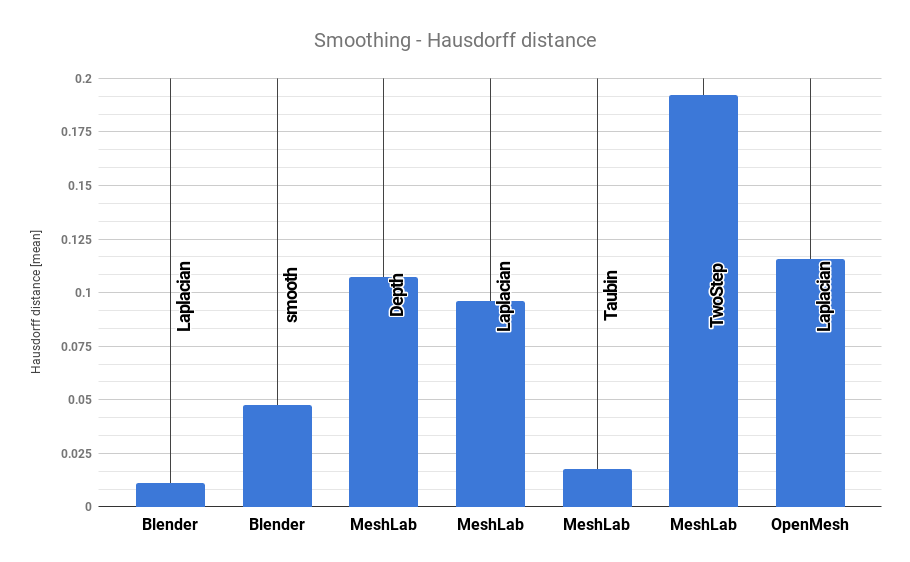 Smoothing - Hausdorff distance
Hausdorff distance [mean]
0.2
0.175
0.15
0.125
0.1
0.075
0.05
0.025
0
Laplacian
smooth
Depth
Laplacian
Taubin
TwoStep
Laplacian
Blender Blender MeshLab MeshLab MeshLab MeshLab OpenMesh